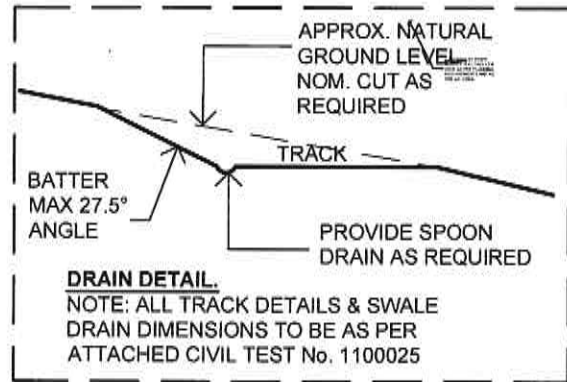 APPROX. NATURAL
GROUND LEVEL
NOM. CUT AS
REQUIRED
TRACK
BATTER
MAX 27.5°
ANGLE
PROVIDE SPOON
DRAIN AS REQUIRED
DRAIN DETAIL.
NOTE: ALL TRACK DETAILS & SWALE
DRAIN DIMENSIONS TO BE AS PER
ATTACHED CIVIL TEST No. 1100025